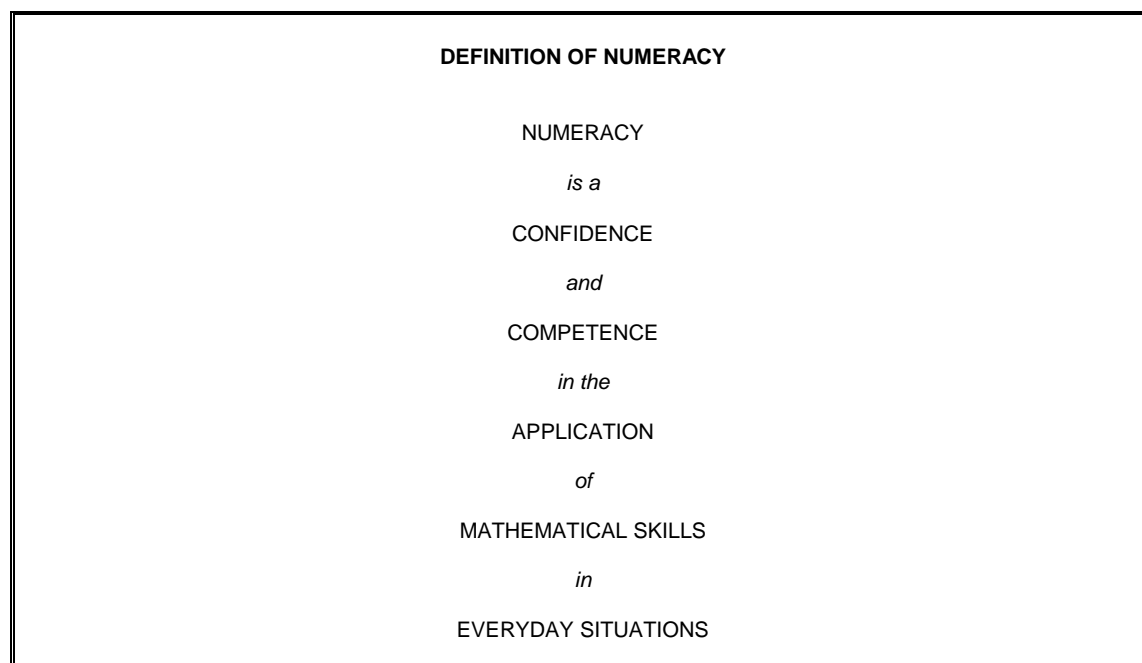 DEFINITION OF NUMERACY
NUMERACY
is a
CONFIDENCE
and
COMPETENCE
in the
APPLICATION
of
MATHEMATICAL SKILLS
in
EVERYDAY SITUATIONS